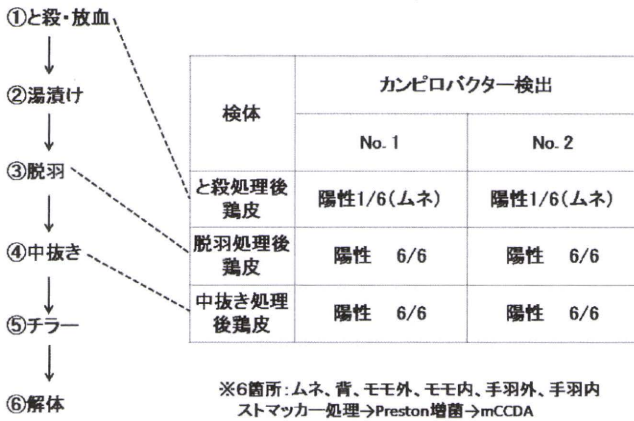 ①と殺・放血
②湯漬け
③脱羽
④中抜き
⑤チラー
⑥解体
検体
カンピロバクター検出
No. 1
No. 2
と殺処理後
鶏皮
陽性1/6(ムネ)
陽性1/6(ムネ)
脱羽処理後
鶏皮
陽性 6/6
陽性 6/6
中抜き処理
後鶏皮
陽性 6/6
陽性 6/6
※6箇所:ムネ、背、モモ外、モモ内、手羽外、手羽内
ストマッカー処理→Preston増菌→mCCDA